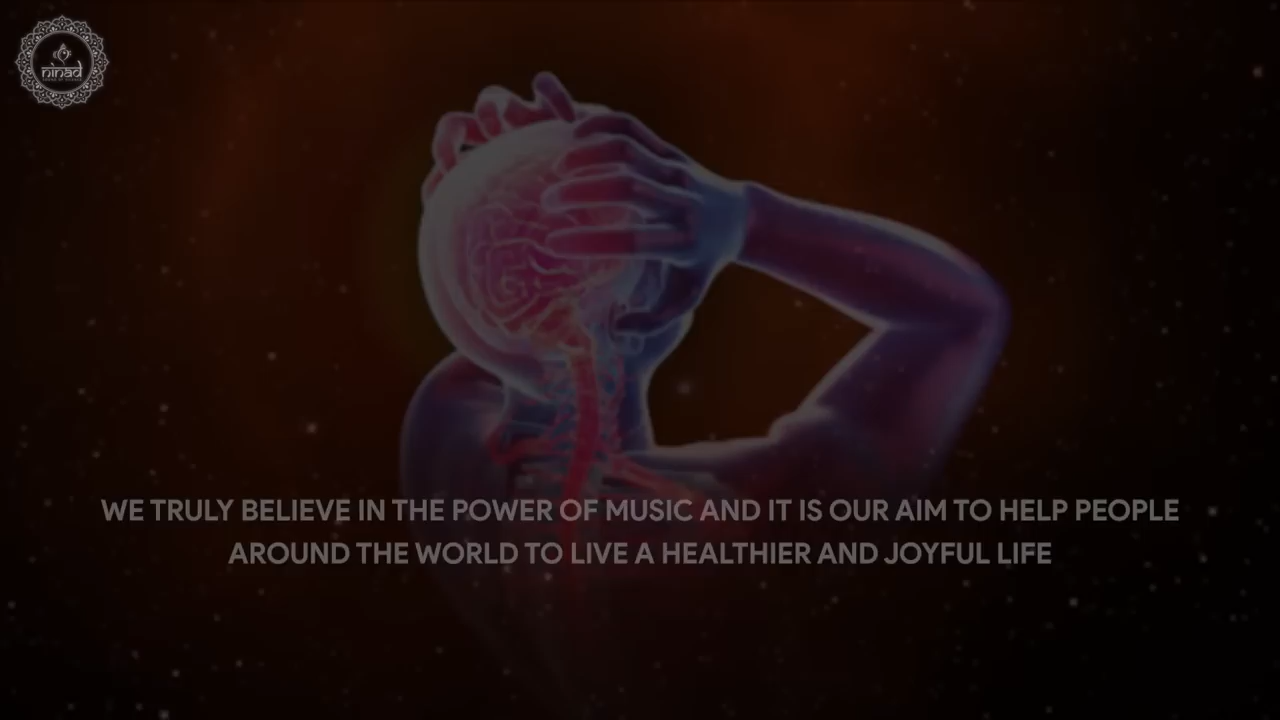 ninad
WE TRULY BELIEVE IN THE POWER OF MUSIC AND IT IS OUR AIM TO HELP PEOPLE
AROUND THE WORLD TO LIVE A HEALTHIER AND JOYFUL LIFE